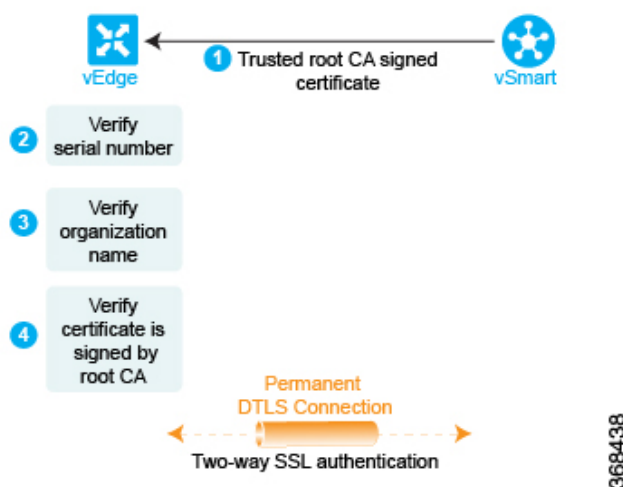 vEdge
1 Trusted root CA signed
certificate
vSmart
2 Verify
serial number
3 Verify
organization
name
4 Verify
certificate is
signed by
root CA
Permanent
DTLS Connection
Two-way SSL authentication
368438